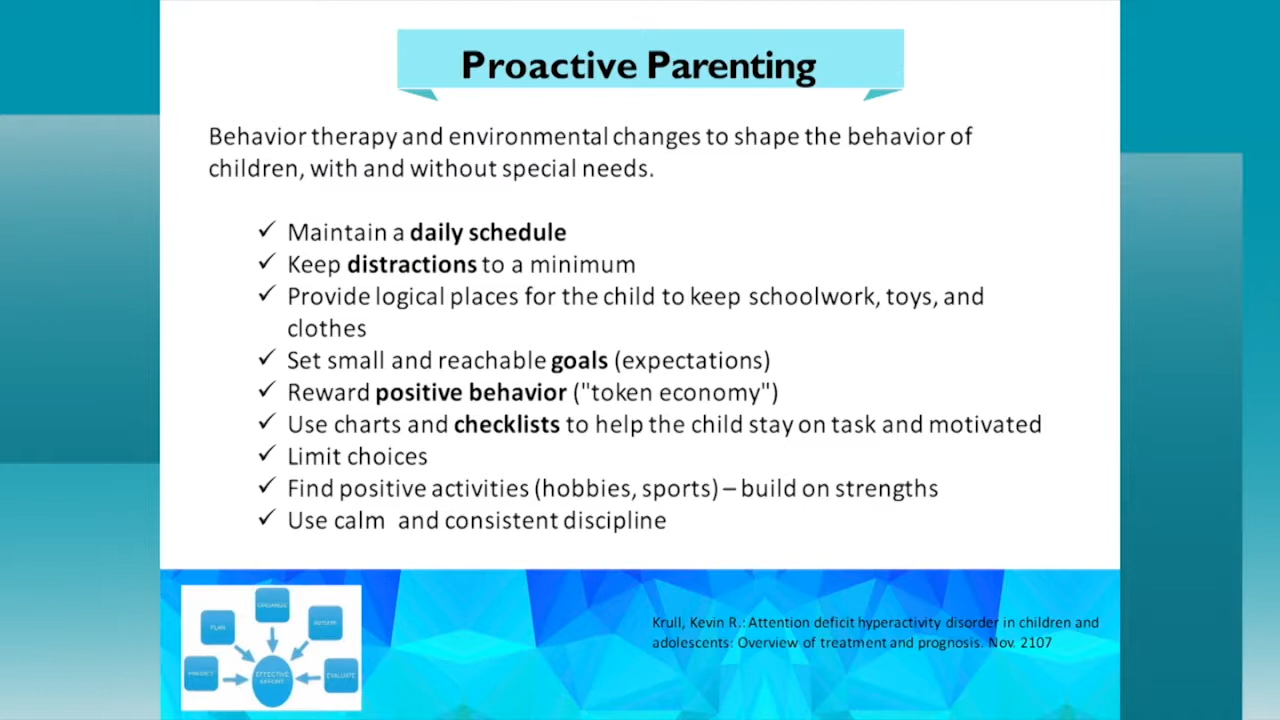 Proactive Parenting
Behavior therapy and environmental changes to shape the behavior of
children, with and without special needs.
✓ Maintain a daily schedule
✓ Keep distractions to a minimum
✓ Provide logical places for the child to keep schoolwork, toys, and
clothes
✓ Set small and reachable goals (expectations)
✓ Reward positive behavior ("token economy")
✓ Use charts and checklists to help the child stay on task and motivated
✓ Limit choices
✓ Find positive activities (hobbies, sports) – build on strengths
✓ Use calm and consistent discipline
ORGANIZE
PLAN
EFFECTIVE
EFFORT
EVALUATE
Krull, Kevin R.: Attention deficit hyperactivity disorder in children and
adolescents: Overview of treatment and prognosis. Nov. 2107